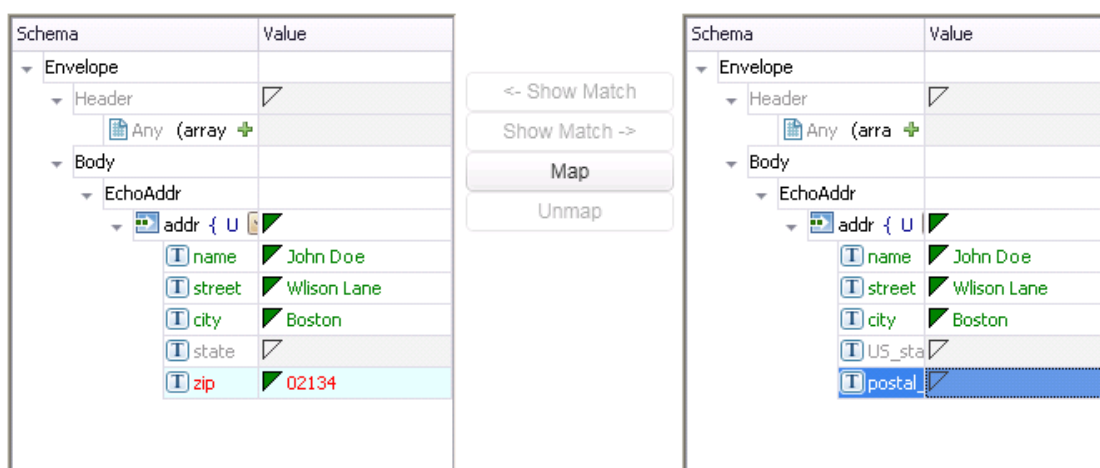 Schema Value
Envelope
Header
Any (array
Body
EchoAddr
addr { U
T name John Doe
T street Wlison Lane
T city Boston
T state
T zip 02134
<- Show Match
Show Match ->
Map
Unmap
Schema Value
Envelope
Header
Any (arra
Body
EchoAddr
addr { U
T name John Doe
T street Wlison Lane
T city Boston
T US_sta
T postal_